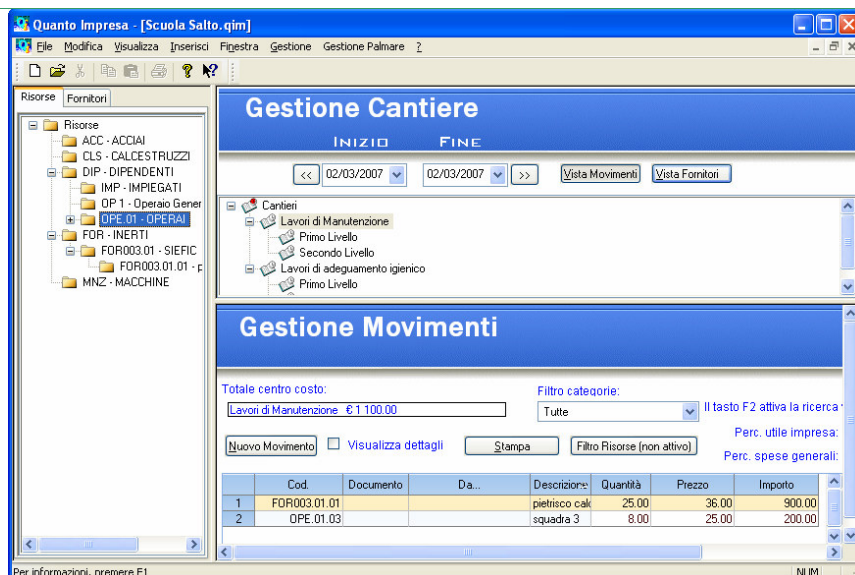 Quanto Impresa - [Scuola Salto.qim]
File Modifica Visualizza Inserisci Finestra Gestione Gestione Palmare ?
Risorse Fornitori
Risorse
ACC - ACCIAI
CLS - CALCESTRUZZI
DIP - DIPENDENTI
IMP - IMPIEGATI
OP 1 - Operaio Gener
OPE.01 - OPERAI
FOR - INERTI
FOR003.01 - SIEFIC
FOR003.01.01 - p
MNZ - MACCHINE
Gestione Cantiere
INIZIO FINE
<< 02/03/2007 02/03/2007 >> Vista Movimenti Vista Fornitori
Cantieri
Lavori di Manutenzione
Primo Livello
Secondo Livello
Lavori di adeguamento igienico
Primo Livello
Gestione Movimenti
Totale centro costo: Filtro categorie:
Lavori di Manutenzione € 1 100.00 Tutte Il tasto F2 attiva la ricerca
Perc. utile impresa:
Nuovo Movimento Visualizza dettagli Stampa Filtro Risorse (non attivo)
Perc. spese generali:
Cod. Documento Da... Descrizione Quantità Prezzo Importo
1 FOR003.01.01 pietrisco calc 25.00 36.00 900.00
2 OPE.01.03 squadra 3 8.00 25.00 200.00
Per informazioni, premere F1 NUM